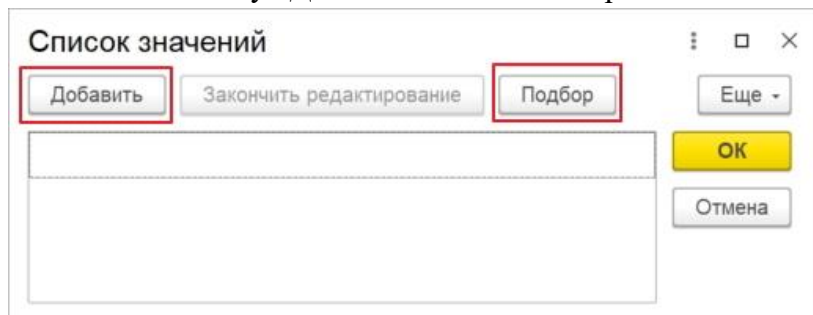 Список значений
Добавить Закончить редактирование Подбор Еще
ОК
Отмена